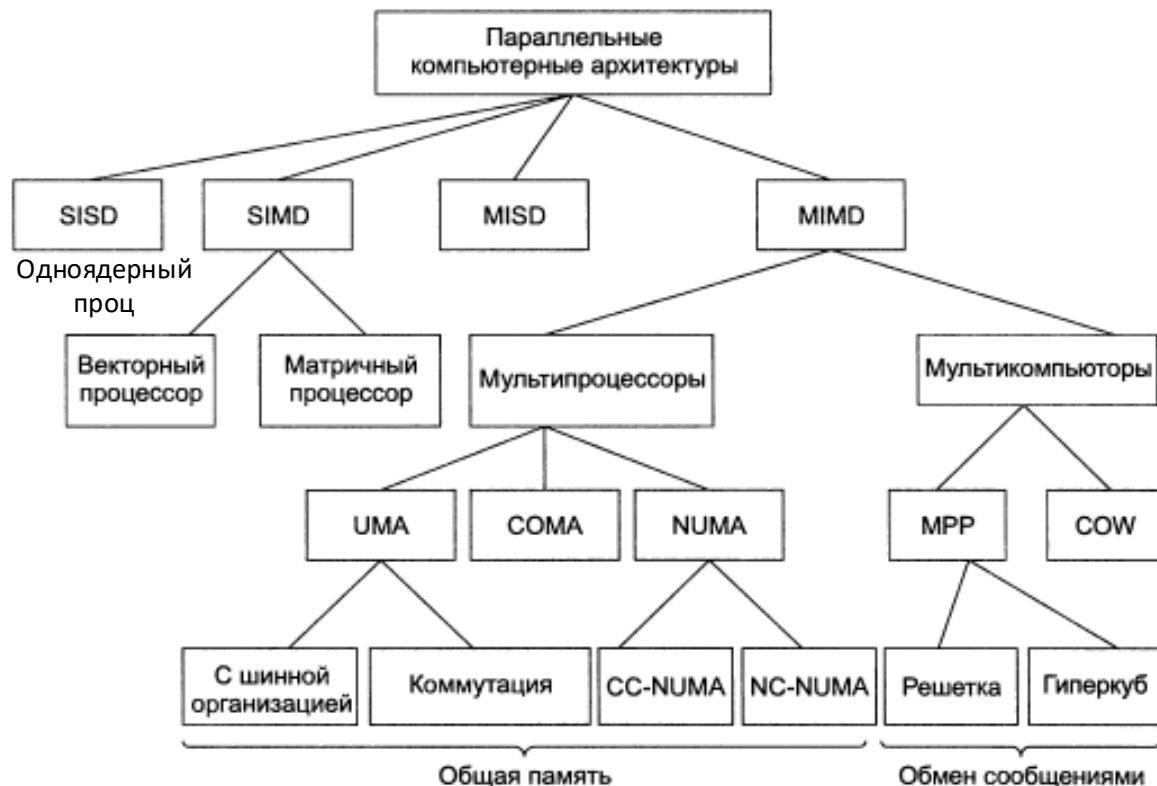 Параллельные
компьютерные архитектуры
SISD
SIMD
MISD
MIMD
Одноядерный
проц
Векторный
процессор
Матричный
процессор
Мультипроцессоры
Мультикомпьюторы
UMA
COMA
NUMA
MPP
COW
С шинной
организацией
Коммутация
CC-NUMA
NC-NUMA
Решетка
Гиперкуб
Общая память
Обмен сообщениями